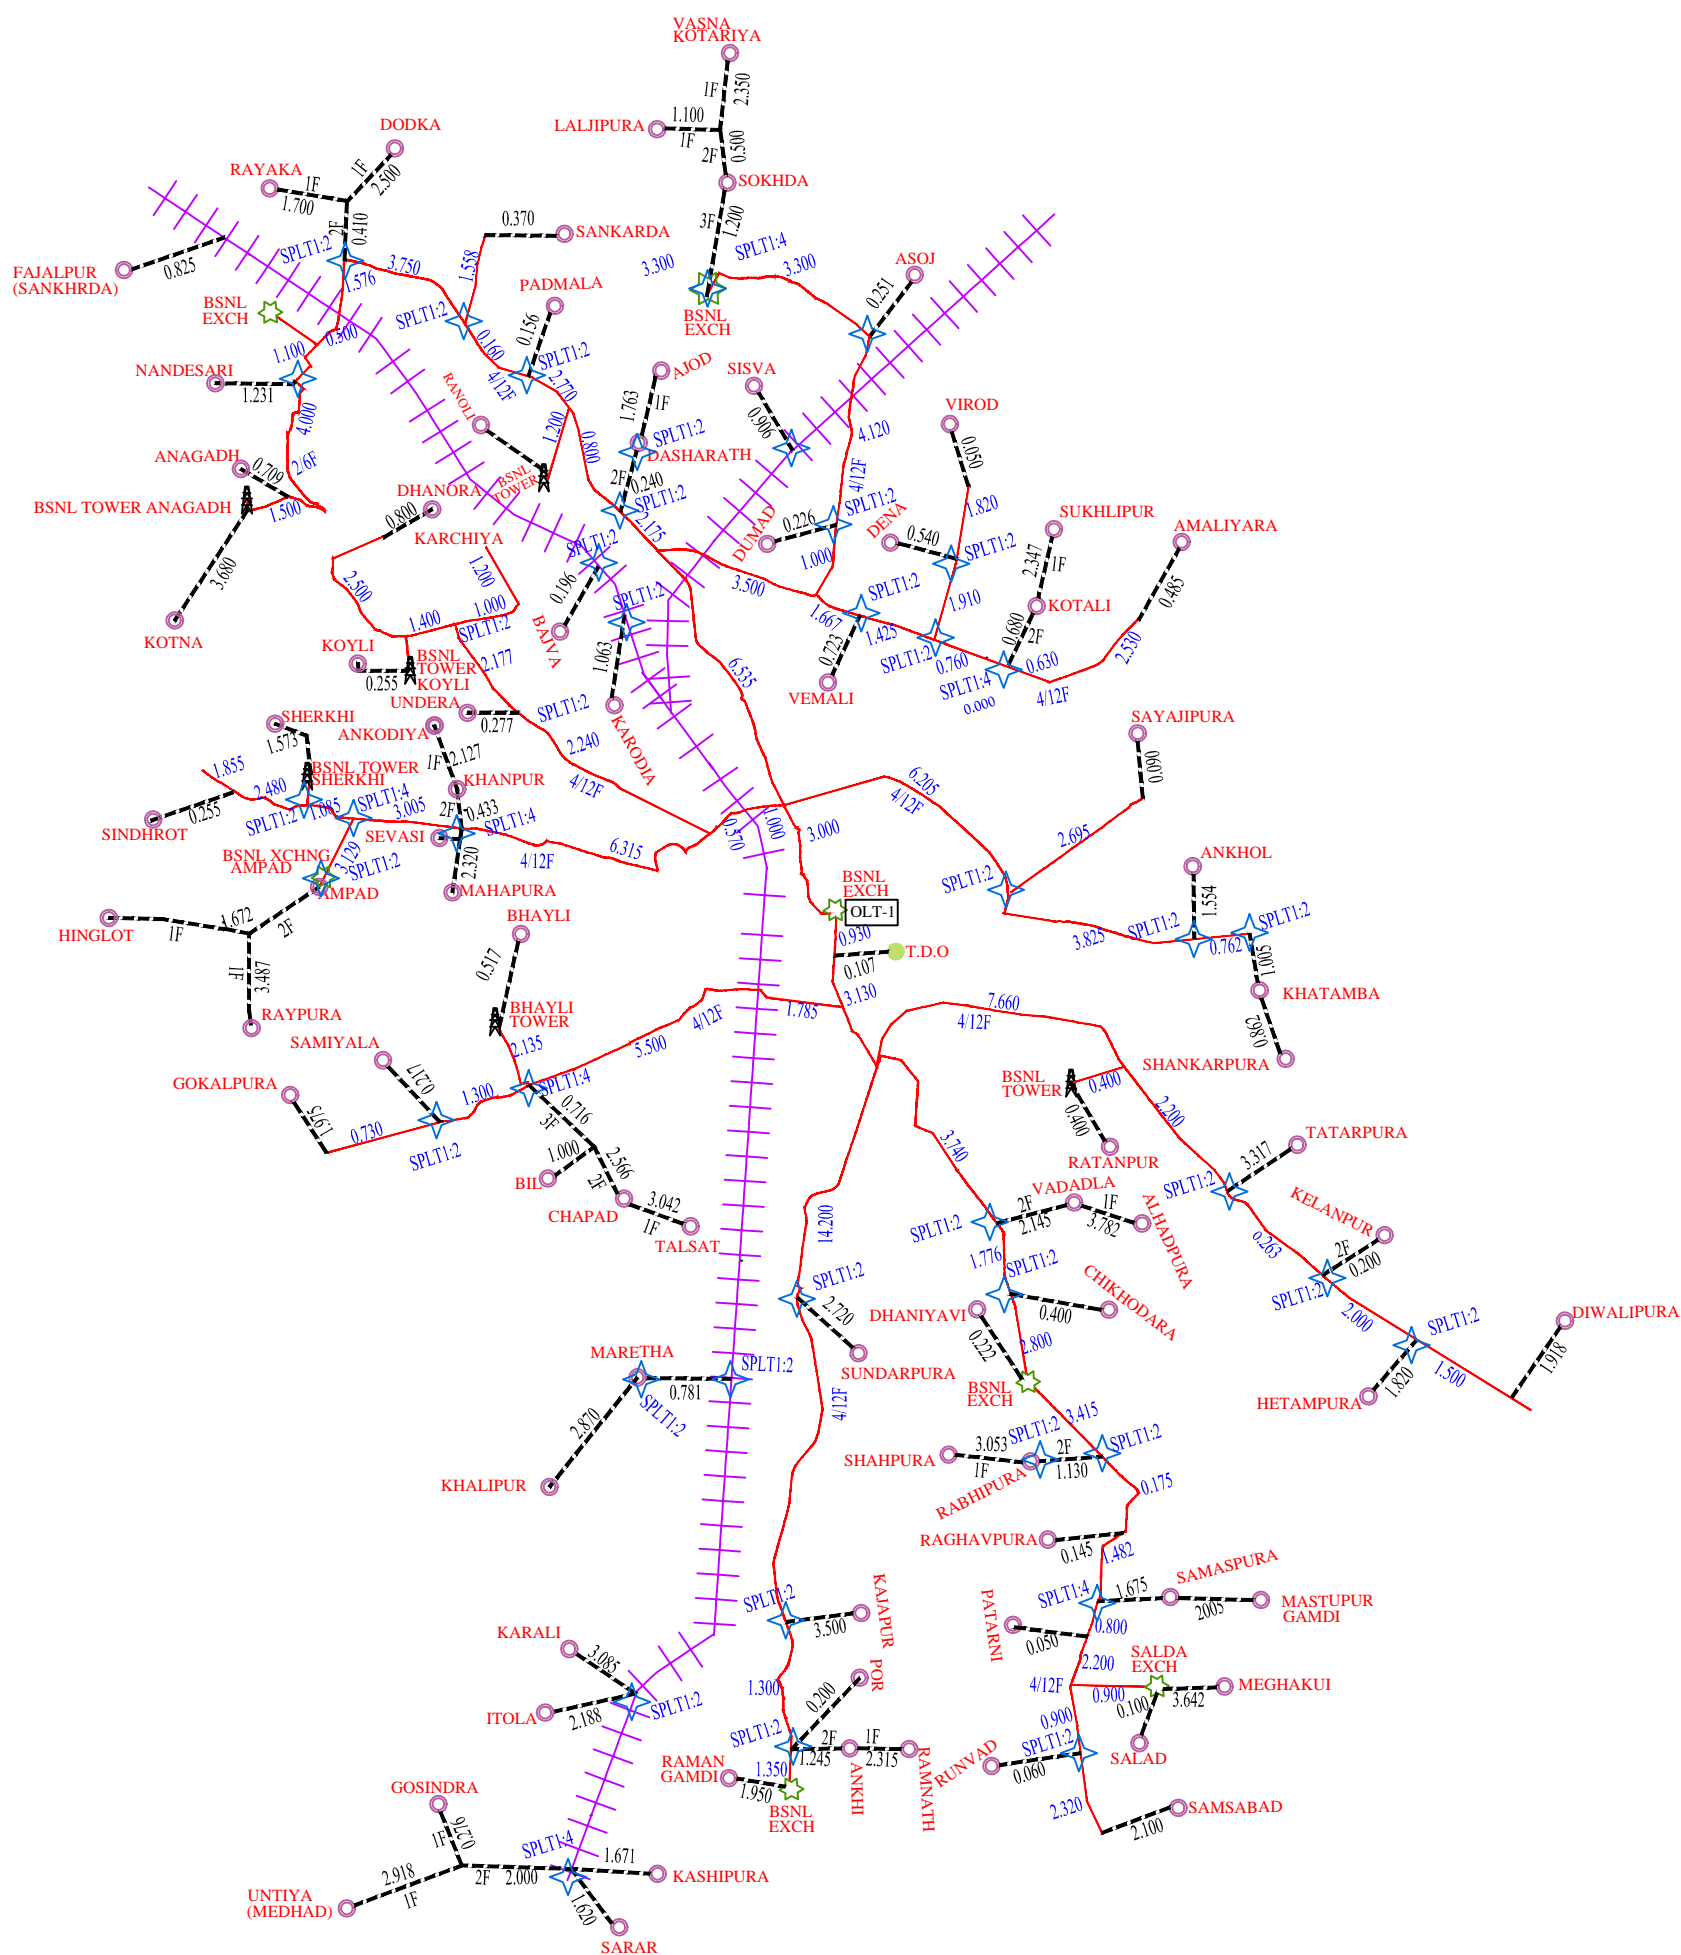 VASNA
KOTARIYA
1F
2.350
LALJIPURA
1.100
1F
2F
0.500
SOKHDA
3F
1.200
SPLT1:4
3.300
3.300
BSNL
EXCH
ASOJ
0.251
DODKA
1F
2.500
RAYAKA
1F
1.700
2F
0.410
SPLT1:2
FAJALPUR
(SANKHRDA)
0.825
1.576
3.750
0.370
SANKARDA
1.558
SPLT1:2
PADMALA
0.156
SPLT1:2
0.160
4/12F
2.770
BSNL
EXCH
0.500
1.100
NANDESARI
1.231
4.000
2/6F
ANAGADH
0.709
BSNL TOWER ANAGADH
1.500
3.680
KOTNA
RANOLI
BSNL
TOWER
1.200
0.800
AJOD
1.763
1F
SPLT1:2
DASHARATH
2F
0.240
SPLT1:2
2.175
SISVA
0.906
4.120
4/12F
SPLT1:2
DUMAD
0.226
1.000
VIROD
0.050
1.820
DENA
0.540
SPLT1:2
1.910
SUKHLIPUR
2.347
1F
KOTALI
0.680
2F
AMALIYARA
0.485
2.530
DHANORA
0.800
KARCHIYA
1.200
1.000
2.500
1.400
SPLT1:2
KOYLI
0.255
BSNL
TOWER
KOYLI
2.177
SPLT1:2
0.196
BAJVA
SPLT1:2
1.063
KARODIA
3.500
1.667
SPLT1:2
1.425
0.723
VEMALI
SPLT1:2
0.760
SPLT1:4
0.000
0.630
4/12F
UNDERA
0.277
SPLT1:2
2.240
4/12F
6.535
SHERKHI
1.573
BSNL TOWER
SHERKHI
ANKODIYA
1F
2.127
KHANPUR
2F
0.433
SPLT1:4
SEVASI
2.320
MAHAPURA
1.855
2.480
SPLT1:2
1.085
SPLT1:4
3.005
SINDHROT
0.255
BSNL XCHNG
AMPAD
3.129
SPLT1:2
AMPAD
4/12F
6.315
0.570
1.000
3.000
6.205
4/12F
SAYAJIPURA
0.090
2.695
SPLT1:2
ANKHOL
1.554
3.825
SPLT1:2
0.762
SPLT1:2
1.005
KHATAMBA
0.862
SHANKARPURA
HINGLOT
1F
1.672
2F
1F
3.487
RAYPURA
BSNL
EXCH
OLT-1
0.930
0.107
T.D.O
3.130
1.785
BHAYLI
0.517
BHAYLI
TOWER
2.135
4/12F
5.500
SAMIYALA
0.217
GOKALPURA
1.975
0.730
SPLT1:2
1.300
SPLT1:4
0.716
3F
1.000
BIL
2.566
2F
CHAPAD
3.042
1F
TALSAT
7.660
4/12F
BSNL
TOWER
0.400
0.400
RATANPUR
2.200
TATARPURA
3.317
SPLT1:2
KELANPUR
2F
0.200
0.263
SPLT1:2
2.000
SPLT1:2
HETAMPURA
1.820
1.500
DIWALIPURA
1.918
3.740
VADADLA
2F
2.145
1F
3.782
ALHADPURA
SPLT1:2
1.776
SPLT1:2
CHIKHODARA
0.400
DHANIYAVI
0.222
2.800
BSNL
EXCH
14.200
SPLT1:2
2.720
SUNDARPURA
4/12F
MARETHA
0.781
SPLT1:2
SPLT1:2
2.870
KHALIPUR
SPLT1:2
3.415
SHAHPURA
3.053
1F
RABHIPURA
2F
1.130
SPLT1:2
0.175
RAGHAVPURA
0.145
1.482
SPLT1:4
1.675
SAMASPURA
2005
MASTUPUR
GAMDI
PATARNI
0.050
0.800
2.200
SALDA
EXCH
4/12F
0.900
0.100
3.642
MEGHAKUI
SALAD
0.900
SPLT1:2
RUNVAD
0.060
2.320
2.100
SAMSABAD
SPLT1:2
3.500
KAJAPUR
1.300
0.200
POR
SPLT1:2
2F
1.245
1F
2.315
ANKHI
RAMNATH
1.350
RAMAN
GAMDI
1.950
BSNL
EXCH
KARALI
3.085
ITOLA
2.188
SPLT1:2
GOSINDRA
1F
0.276
SPLT1:4
2.918
1F
2F
2.000
1.671
KASHIPURA
UNTIYA
(MEDHAD)
1.620
SARAR